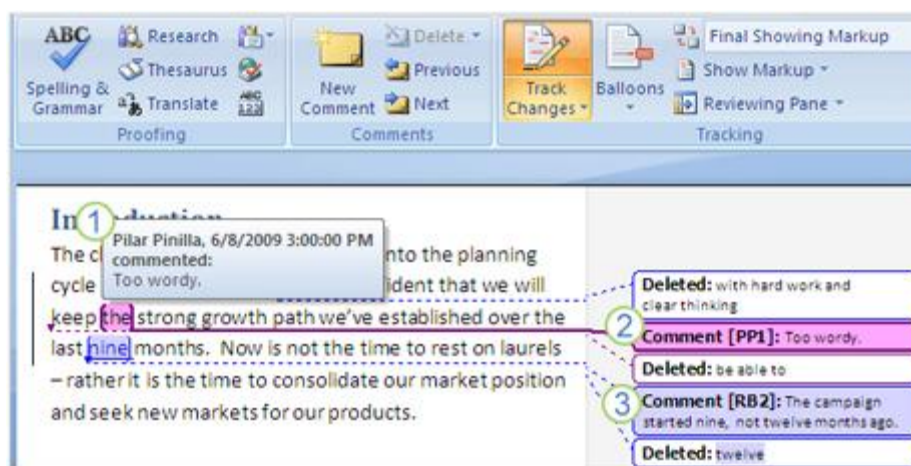 ABC Research Delete Final Showing Markup
Thesaurus Previous Show Markup
Spelling & Grammar Translate ABC 123 New Comment Next Track Changes Balloons Reviewing Pane
Proofing Comments Tracking
Introduction
1
Pilar Pinilla, 6/8/2009 3:00:00 PM
commented:
Too wordy.
The c nto the planning
cycle ident that we will
keep the strong growth path we've established over the
last nine months. Now is not the time to rest on laurels
– rather it is the time to consolidate our market position
and seek new markets for our products.
Deleted: with hard work and
clear thinking
2
Comment [PP1]: Too wordy.
Deleted: be able to
3
Comment [RB2]: The campaign
started nine, not twelve months ago.
Deleted: twelve